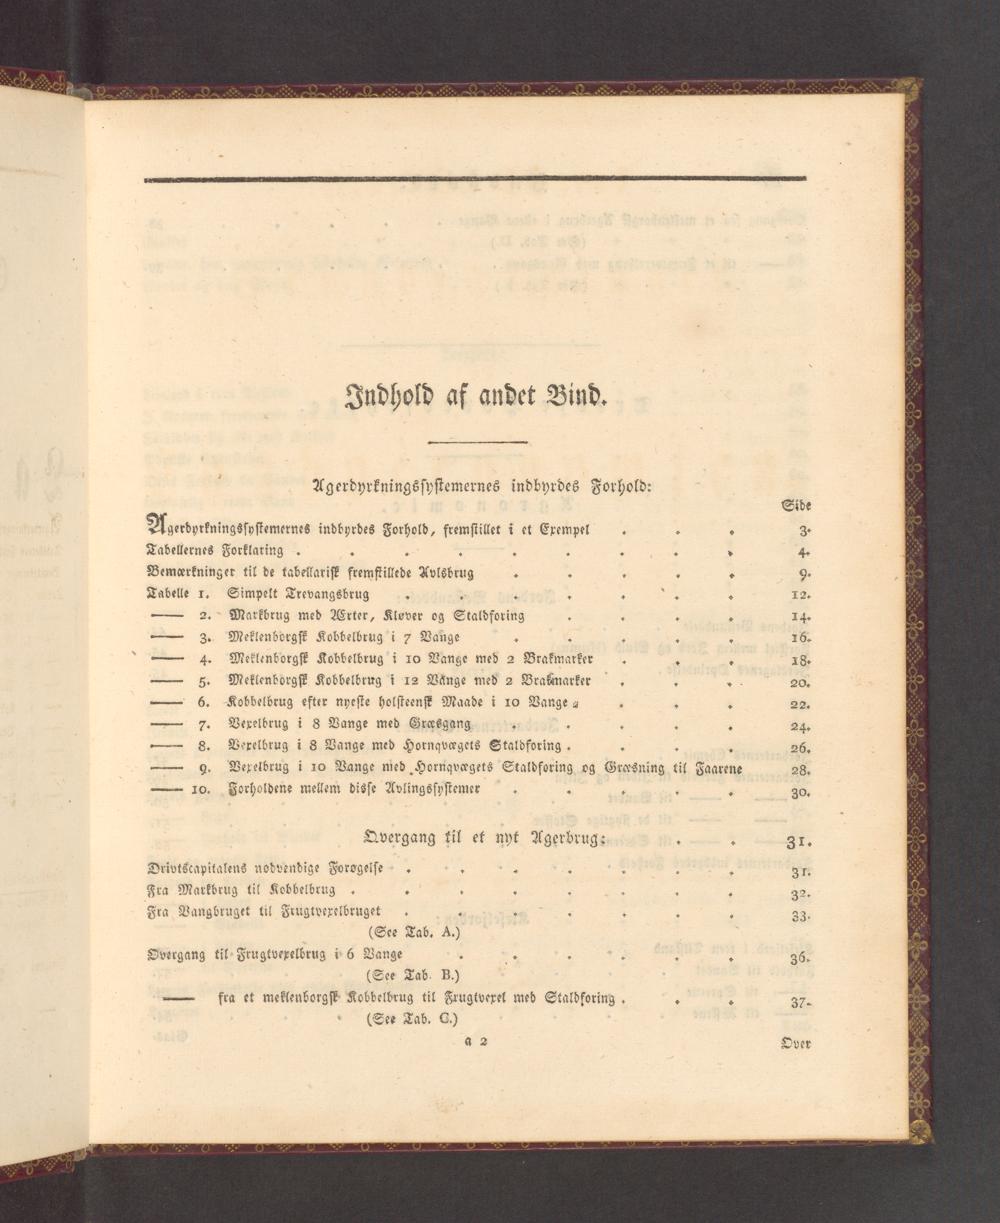 Indhold af andet Bind.
Agerdyrkningssystemernes indbyrdes Forhold:
Side
Agerdyrkningssystemernes indbyrdes Forhold, fremstillet i et Exempel . . . 3.
Tabellernes Forklaring . . . . . . . . . 4.
Bemærkninger til de tabellarisk fremstillede Avlsbrug . . . . . 9.
Tabelle 1. Simpelt Trevangsbrug . . . . . . . 12.
—— 2. Markbrug med Ærter, Kløver og Staldforing . . . . 14.
—— 3. Meklenborgsk Kobbelbrug i 7 Vange . . . . . 16.
—— 4. Meklenborgsk Kobbelbrug i 10 Vange med 2 Brakmarker . . . 18.
—— 5. Meklenborgsk Kobbelbrug i 12 Vange med 2 Brakmarker . . . 20.
—— 6. Kobbelbrug efter nyeste holsteensk Maade i 10 Vange . . . . 22.
—— 7. Vexelbrug i 8 Vange med Græsgang . . . . . 24.
—— 8. Vexelbrug i 8 Vange med Hornqvægets Staldforing . . . . 26.
—— 9. Vexelbrug i 10 Vange med Hornqvægets Staldforing og Græsning til Faarene 28.
—— 10. Forholdene mellem disse Avlingssystemer . . . . . 30.
Overgang til et nyt Agerbrug: . . 31.
Drivtscapitalens nødvendige Forøgelse . . . . . . . 31.
Fra Markbrug til Kobbelbrug . . . . . . . . 32.
Fra Vangbruget til Frugtvexelbruget . . . . . . . 33.
(See Tab. A.)
Overgang til Frugtvexelbrug i 6 Vange . . . . . . 36.
(See Tab. B.)
—— fra et meklenborgsk Kobbelbrug til Frugtvexel med Staldforing . . . 37.
(See Tab. C.)
a 2
Over